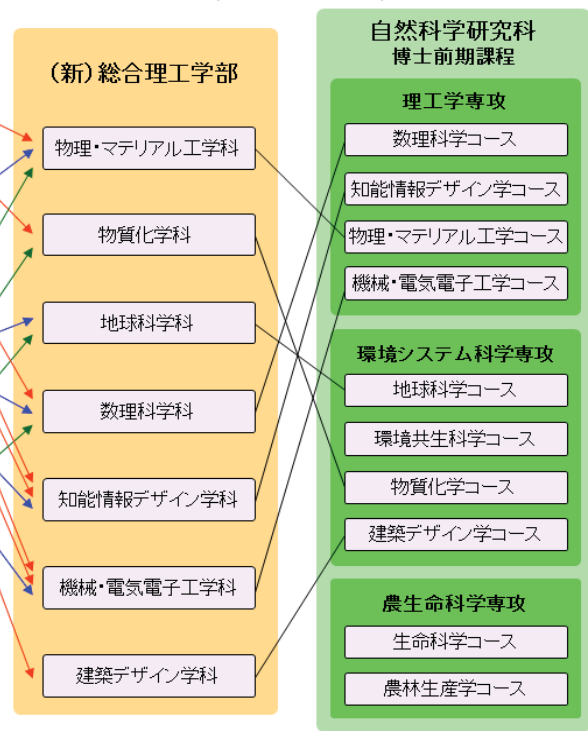 (新)総合理工学部
物理・マテリアル工学科
物質化学科
地球科学科
数理科学科
知能情報デザイン学科
機械・電気電子工学科
建築デザイン学科
自然科学研究科
博士前期課程
理工学専攻
数理科学コース
知能情報デザイン学コース
物理・マテリアル工学コース
機械・電気電子工学コース
環境システム科学専攻
地球科学コース
環境共生科学コース
物質化学コース
建築デザイン学コース
農生命科学専攻
生命科学コース
農林生産学コース